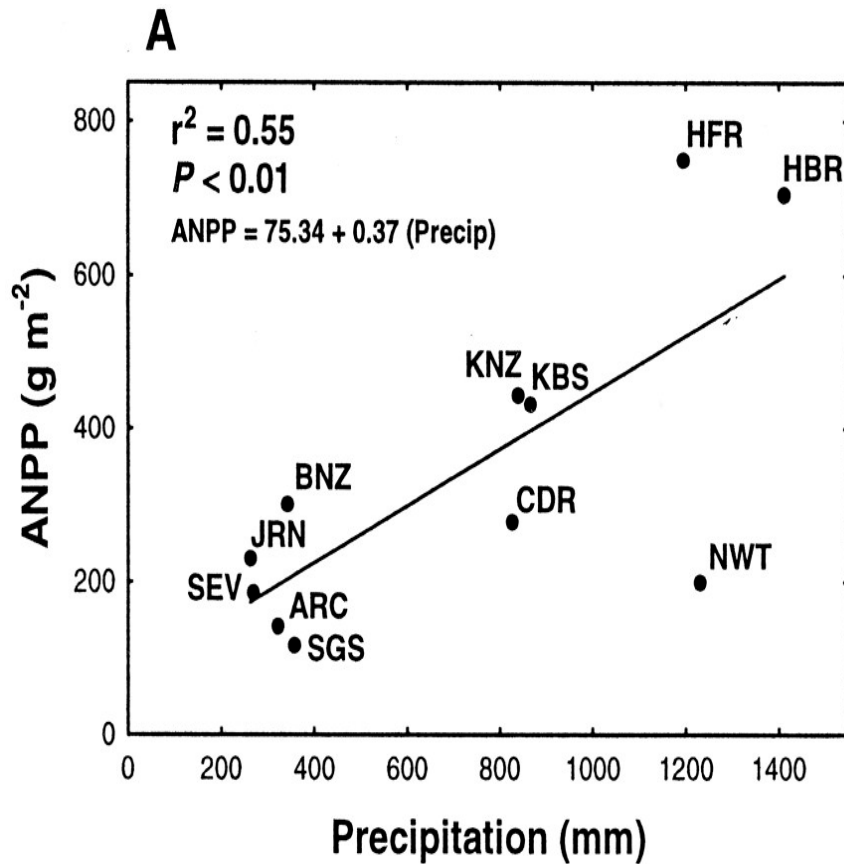 A
r² = 0.55
P < 0.01
ANPP = 75.34 + 0.37 (Precip)
HFR
HBR
KNZ
KBS
BNZ
CDR
JRN
NWT
SEV
ARC
SGS
800
600
400
200
0
ANPP (g m⁻²)
0 200 400 600 800 1000 1200 1400
Precipitation (mm)